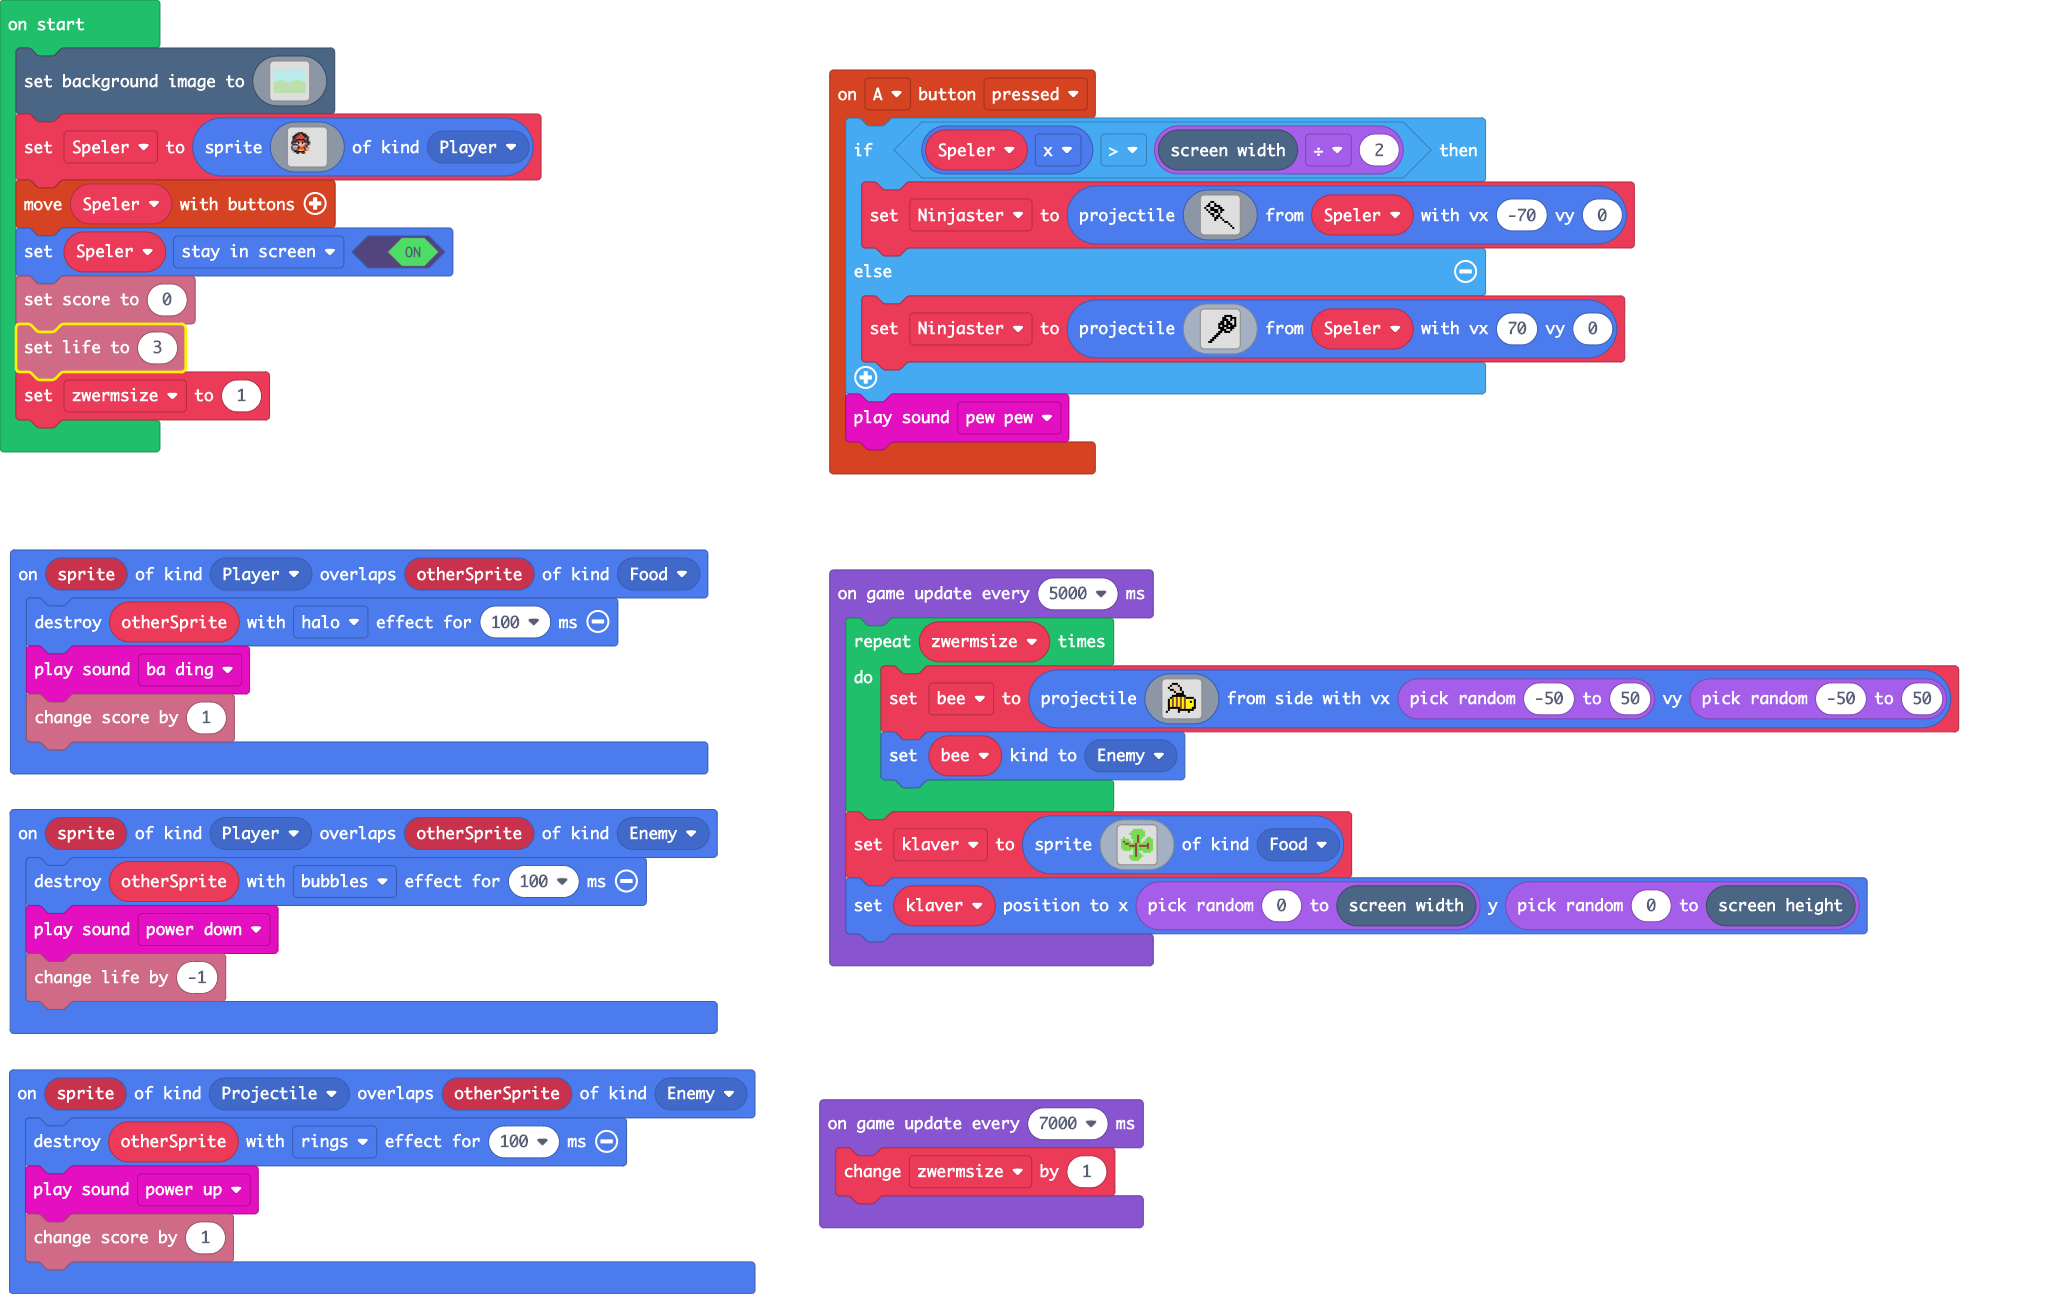 on start
set background image to
set Speler to sprite of kind Player
move Speler with buttons
set Speler stay in screen ON
set score to 0
set life to 3
set zwermsize to 1
on A button pressed
if Speler x > screen width ÷ 2 then
set Ninjaster to projectile from Speler with vx -70 vy 0
else
set Ninjaster to projectile from Speler with vx 70 vy 0
play sound pew pew
on sprite of kind Player overlaps otherSprite of kind Food
destroy otherSprite with halo effect for 100 ms
play sound ba ding
change score by 1
on sprite of kind Player overlaps otherSprite of kind Enemy
destroy otherSprite with bubbles effect for 100 ms
play sound power down
change life by -1
on sprite of kind Projectile overlaps otherSprite of kind Enemy
destroy otherSprite with rings effect for 100 ms
play sound power up
change score by 1
on game update every 5000 ms
repeat zwermsize times
do
set bee to projectile from side with vx pick random -50 to 50 vy pick random -50 to 50
set bee kind to Enemy
set klaver to sprite of kind Food
set klaver position to x pick random 0 to screen width y pick random 0 to screen height
on game update every 7000 ms
change zwermsize by 1